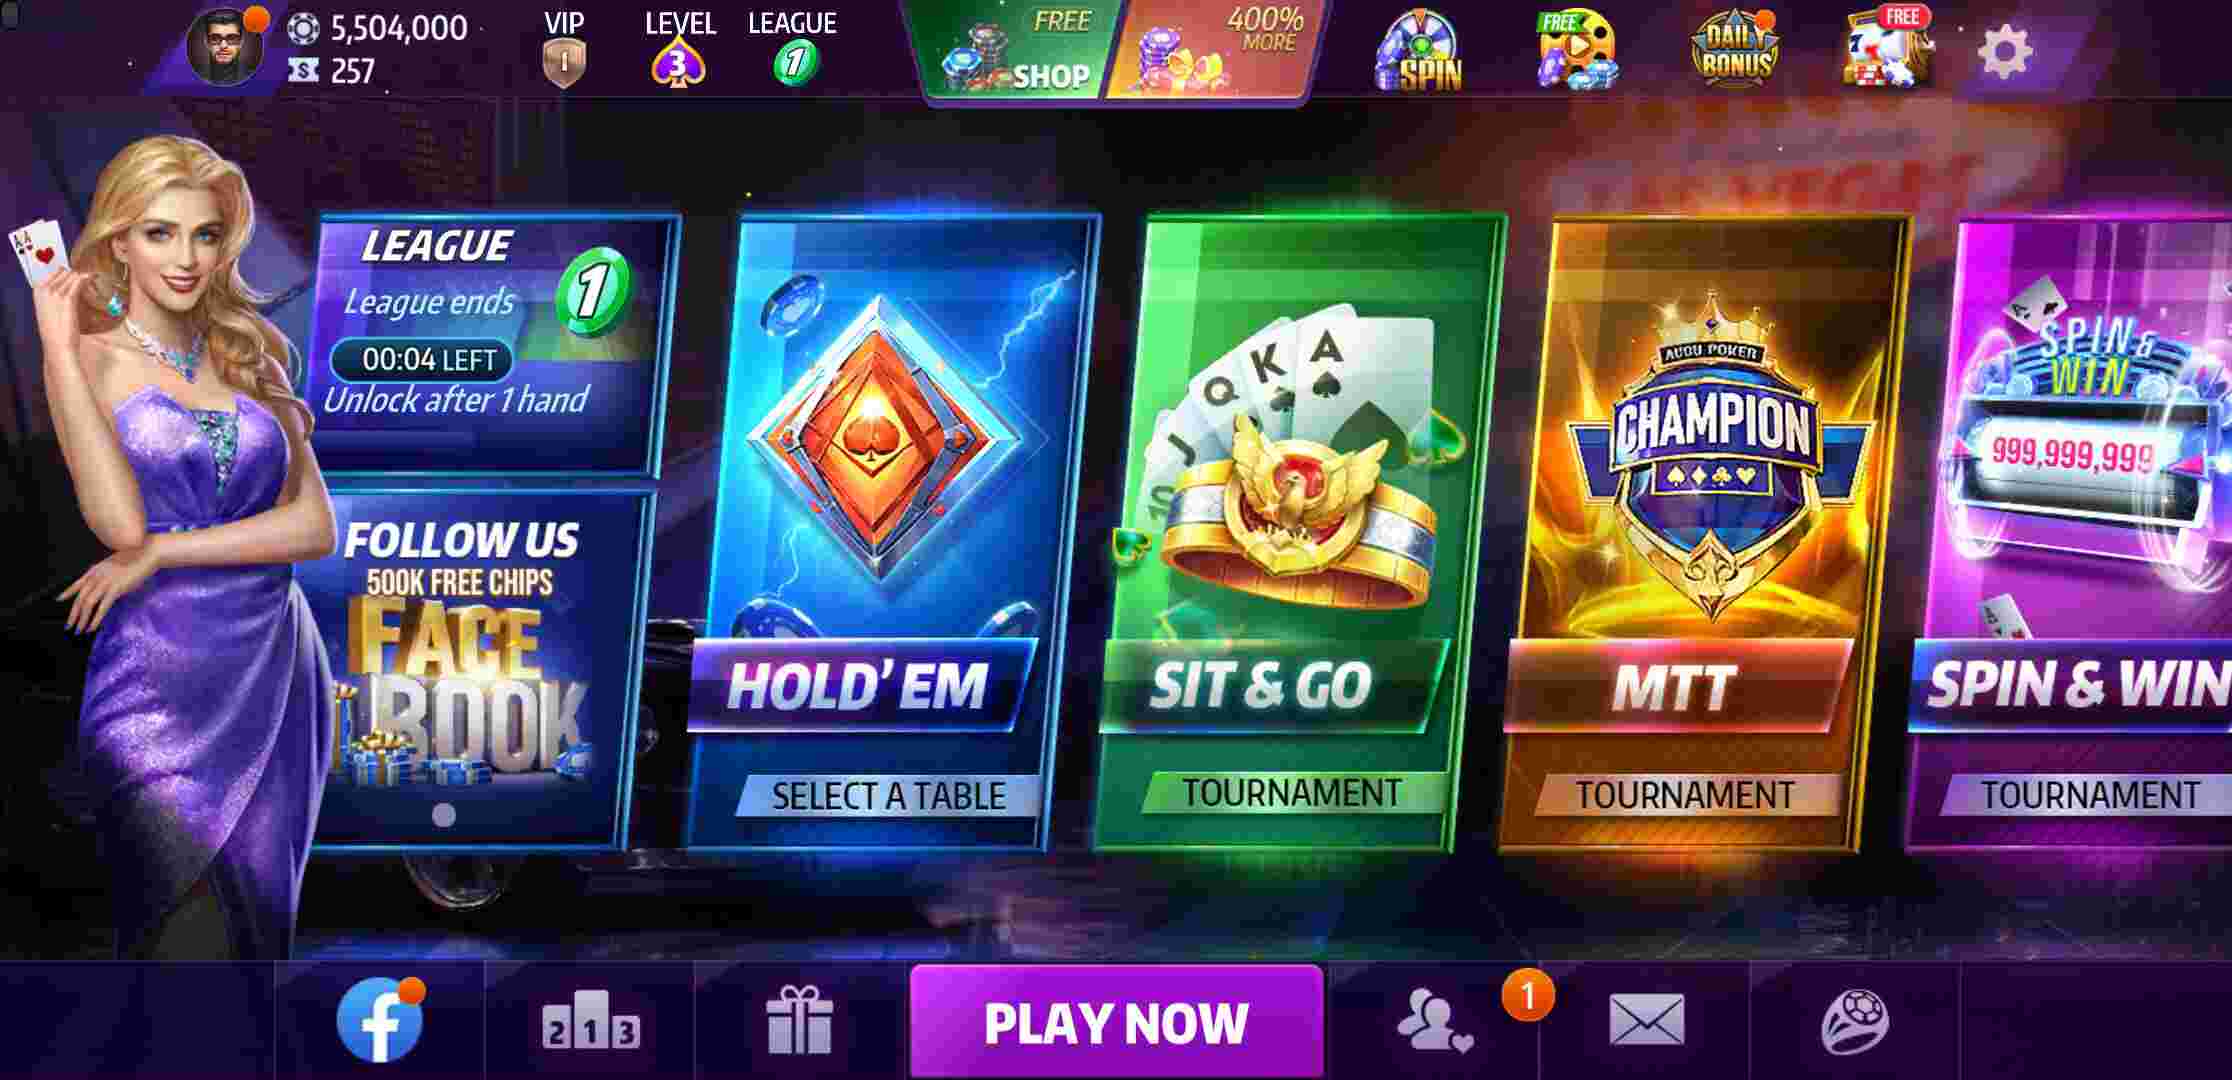 5,504,000
257
VIP
1
LEVEL
3
LEAGUE
1
FREE
SHOP
400%
MORE
SPIN
FREE
DAILY
BONUS
FREE
7
LEAGUE
League ends
1
00:04 LEFT
Unlock after 1 hand
FOLLOW US
500K FREE CHIPS
FACE
BOOK
HOLD' EM
SELECT A TABLE
A
K
Q
J
10
SIT & GO
TOURNAMENT
CHAMPION
MTT
TOURNAMENT
SPIN &
WIN
999,999,999
SPIN & WIN
TOURNAMENT
f
2 1 3
PLAY NOW
1